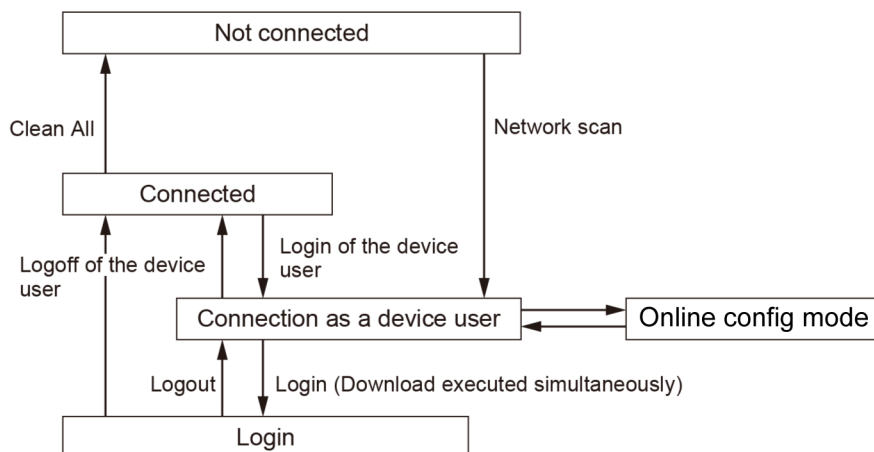 Not connected
Clean All
Network scan
Connected
Logoff of the device
user
Login of the device
user
Connection as a device user
Online config mode
Logout
Login (Download executed simultaneously)
Login